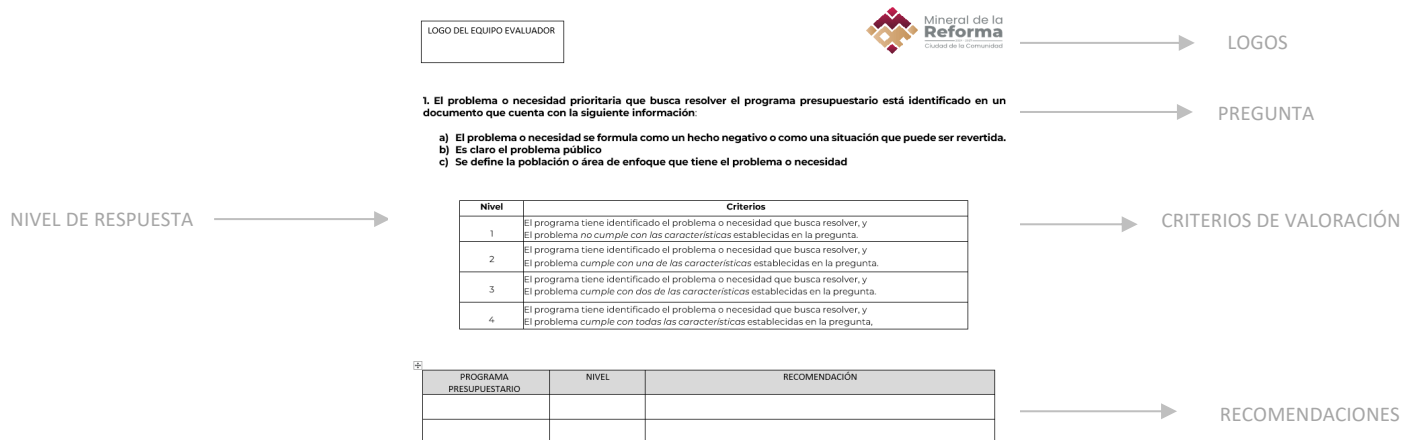 LOGO DEL EQUIPO EVALUADOR
Mineral de la
Reforma
Ciudad de la Comunidad
LOGOS
1. El problema o necesidad prioritaria que busca resolver el programa presupuestario está identificado en un
documento que cuenta con la siguiente información:
PREGUNTA
a) El problema o necesidad se formula como un hecho negativo o como una situación que puede ser revertida.
b) Es claro el problema público
c) Se define la población o área de enfoque que tiene el problema o necesidad
NIVEL DE RESPUESTA
Nivel Criterios
El programa tiene identificado el problema o necesidad que busca resolver, y
1 El problema no cumple con las características establecidas en la pregunta.
El programa tiene identificado el problema o necesidad que busca resolver, y
2 El problema cumple con una de las características establecidas en la pregunta.
El programa tiene identificado el problema o necesidad que busca resolver, y
3 El problema cumple con dos de las características establecidas en la pregunta.
El programa tiene identificado el problema o necesidad que busca resolver, y
4 El problema cumple con todas las características establecidas en la pregunta,
CRITERIOS DE VALORACIÓN
PROGRAMA NIVEL RECOMENDACIÓN
PRESUPUESTARIO
RECOMENDACIONES